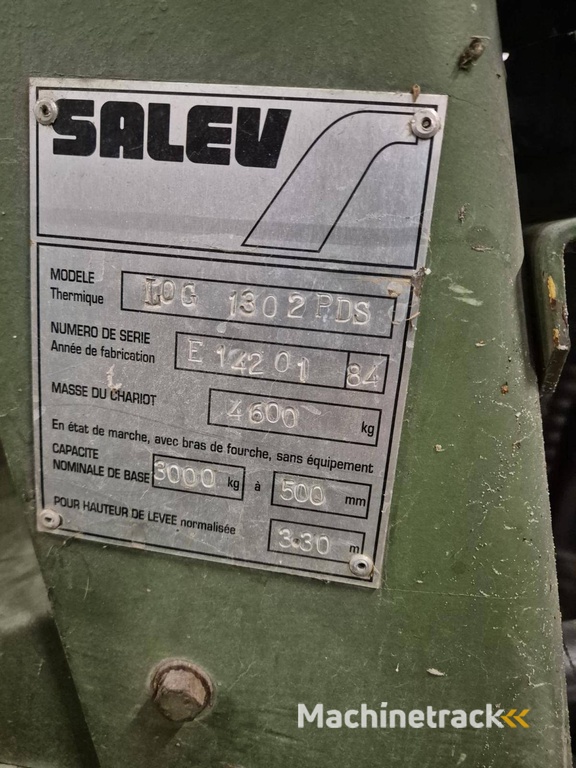 SALEV
MODELE
Thermique
LOG 1302 PDS
NUMERO DE SERIE
Année de fabrication
E 14201 84
MASSE DU CHARIOT
4600 kg
En état de marche, avec bras de fourche, sans équipement
CAPACITE
NOMINALE DE BASE 3000 kg à 500 mm
POUR HAUTEUR DE LEVEE normalisée 3.30 m
Machinetrack